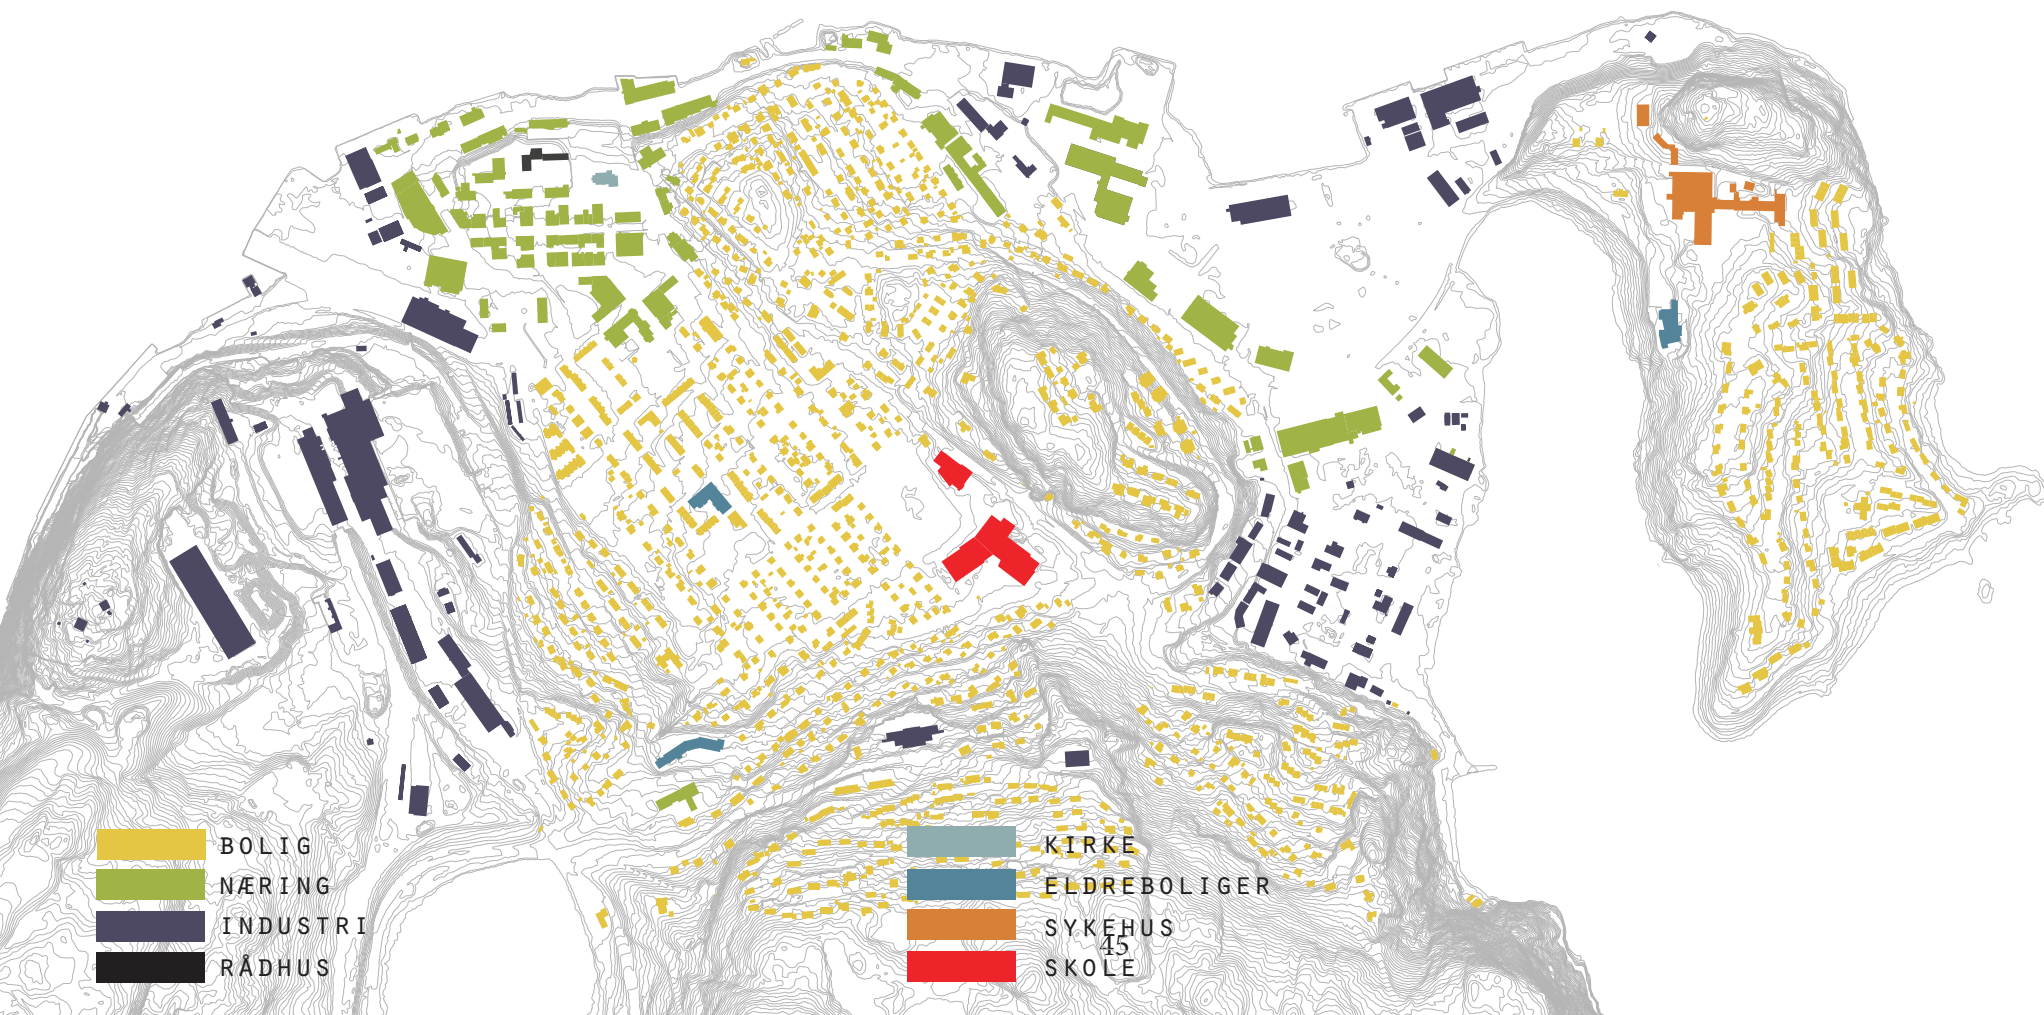 BOLIG
NÆRING
INDUSTRI
RÅDHUS
KIRKE
ELDREBOLIGER
SYKEHUS
SKOLE
45